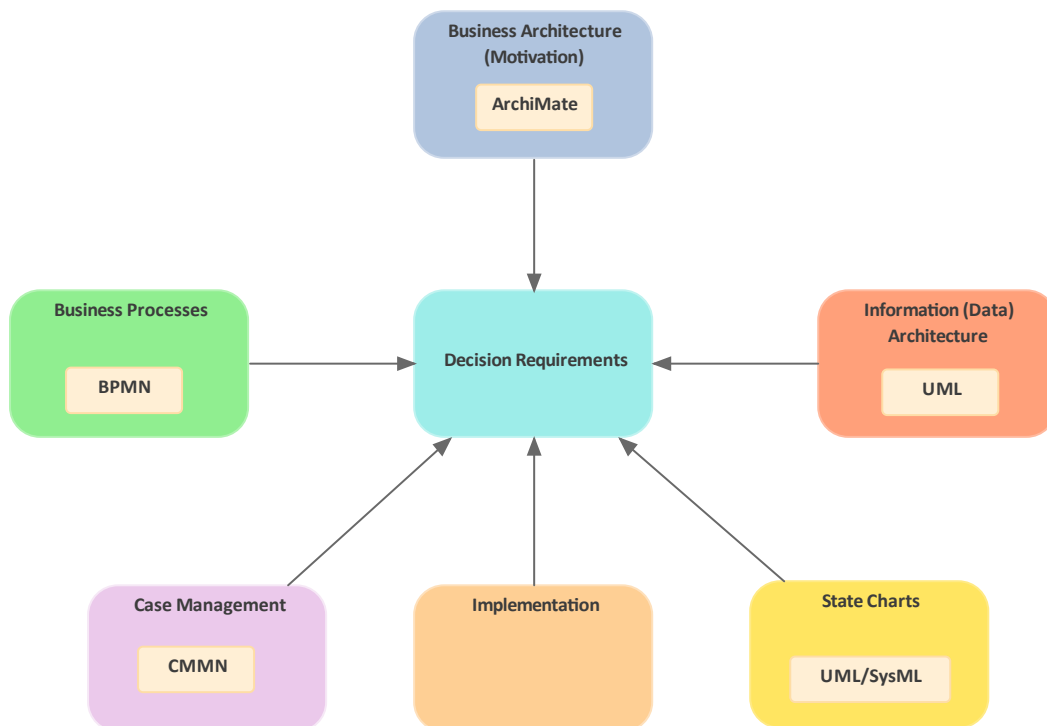 Business Architecture
(Motivation)
ArchiMate
Business Processes
BPMN
Decision Requirements
Information (Data)
Architecture
UML
Case Management
CMMN
Implementation
State Charts
UML/SysML